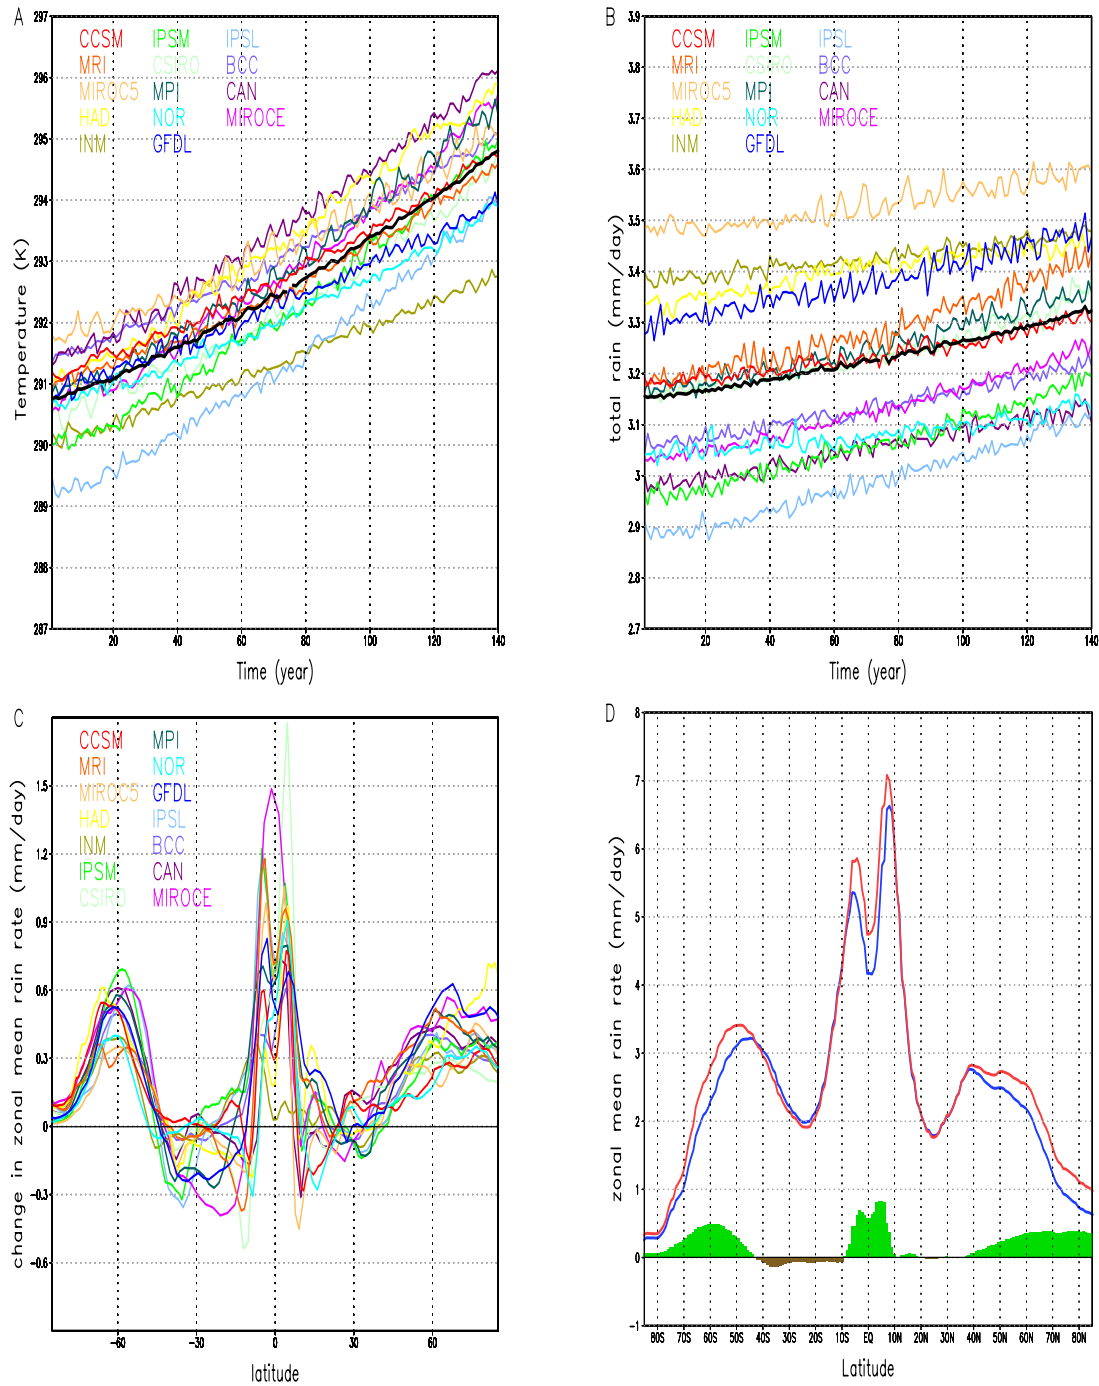 A
297
296
295
294
293
292
291
290
289
288
287
Temperature (K)
CCSM IPSM IPSL
MRI CSIRO BCC
MIROC5 MPI CAN
HAD NOR MIROCE
INM GFDL
20 40 60 80 100 120 140
Time (year)
B
3.9
3.8
3.7
3.6
3.5
3.4
3.3
3.2
3.1
3
2.9
2.8
2.7
total rain (mm/day)
CCSM IPSM IPSL
MRI CSIRO BCC
MIROC5 MPI CAN
HAD NOR MIROCE
INM GFDL
20 40 60 80 100 120 140
Time (year)
C
1.5
1.2
0.9
0.6
0.3
0
-0.3
-0.6
change in zonal mean rain rate (mm/day)
CCSM MPI
MRI NOR
MIROC5 GFDL
HAD IPSL
INM BCC
IPSM CAN
CSIRO MIROCE
-60 -30 0 30 60
latitude
D
8
7
6
5
4
3
2
1
0
-1
zonal mean rain rate (mm/day)
80S 70S 60S 50S 40S 30S 20S 10S EQ 10N 20N 30N 40N 50N 60N 70N 80N
Latitude